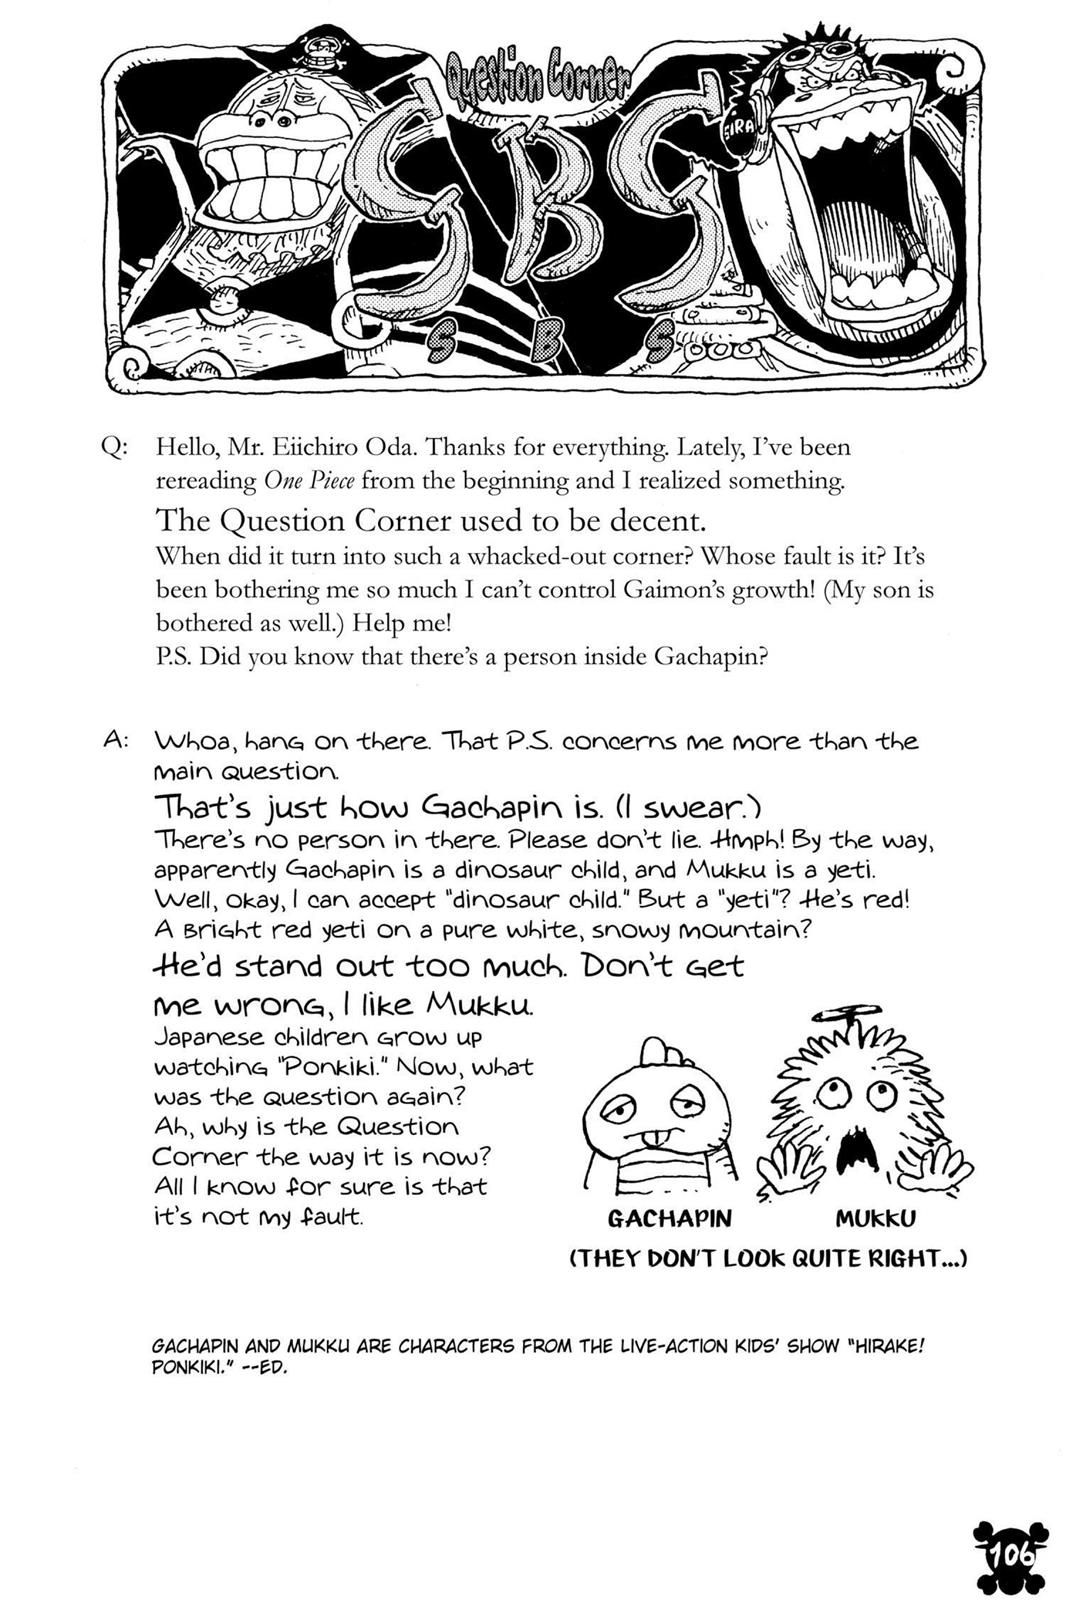 Question Corner
SBS
S B S
SIRA
Q: Hello, Mr. Eiichiro Oda. Thanks for everything. Lately, I've been
rereading One Piece from the beginning and I realized something.
The Question Corner used to be decent.
When did it turn into such a whacked-out corner? Whose fault is it? It's
been bothering me so much I can't control Gaimon's growth! (My son is
bothered as well.) Help me!
P.S. Did you know that there's a person inside Gachapin?
A: Whoa, hang on there. That P.S. concerns me more than the
main question.
That's just how Gachapin is. (I swear.)
There's no person in there. Please don't lie. Hmph! By the way,
apparently Gachapin is a dinosaur child, and Mukku is a yeti.
Well, okay, I can accept "dinosaur child." But a "yeti"? He's red!
A bright red yeti on a pure white, snowy mountain?
He'd stand out too much. Don't get
me wrong, I like Mukku.
Japanese children grow up
watching "Ponkiki." Now, what
was the question again?
Ah, why is the Question
Corner the way it is now?
All I know for sure is that
it's not my fault.
GACHAPIN MUKKU
(THEY DON'T LOOK QUITE RIGHT...)
GACHAPIN AND MUKKU ARE CHARACTERS FROM THE LIVE-ACTION KIDS' SHOW "HIRAKE!
PONKIKI." --ED.
106